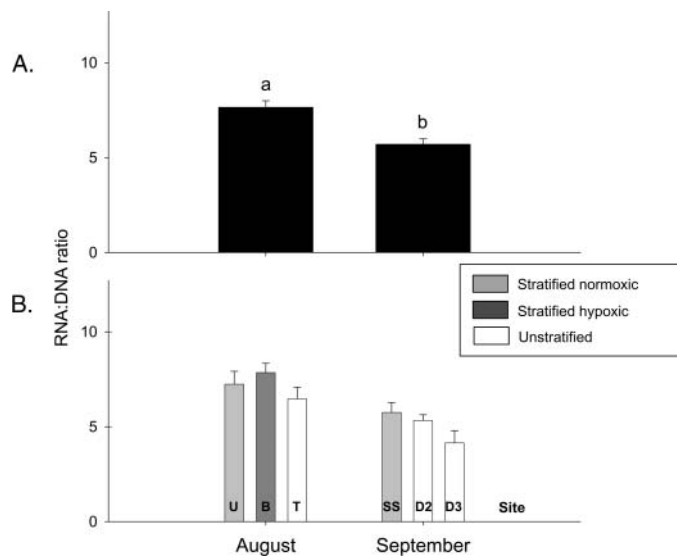 A.
10
5
0
a
b
RNA:DNA ratio
Stratified normoxic
Stratified hypoxic
Unstratified
B.
10
5
0
U B T SS D2 D3 Site
August September